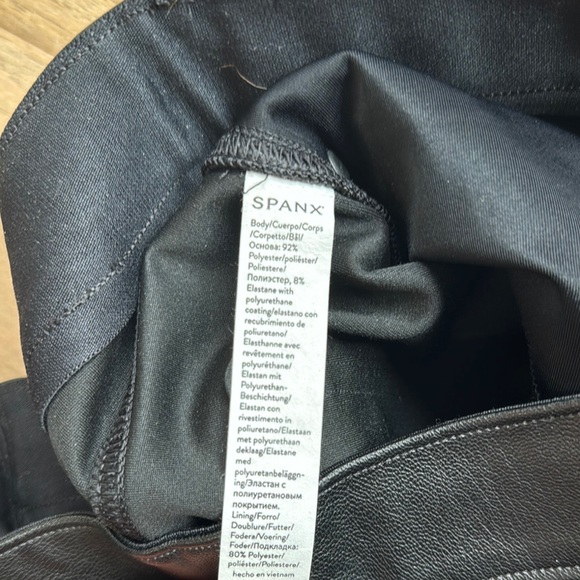 SPANX®
Body/Cuerpo/Corps
/Corpetto/Bål/
Основа: 92%
Polyester/poliéster/
Poliestere/
Полиэстер, 8%
Elastane with
polyurethane
coating/elastano con
recubrimiento de
poliuretano/
Elasthanne avec
revêtement en
polyuréthane/
Elastan mit
Polyurethan-
Beschichtung/
Elastan con
rivestimento in
poliuretano/Elastaan
met polyurethaan
deklaag/Elastane
med
polyuretanbeläggn-
ing/Эластан с
полиуретановым
покрытием.
Lining/Forro/
Doublure/Futter/
Fodera/Voering/
Foder/Подкладка:
80% Polyester/
poliéster/Poliestere/
hecho en vietnam